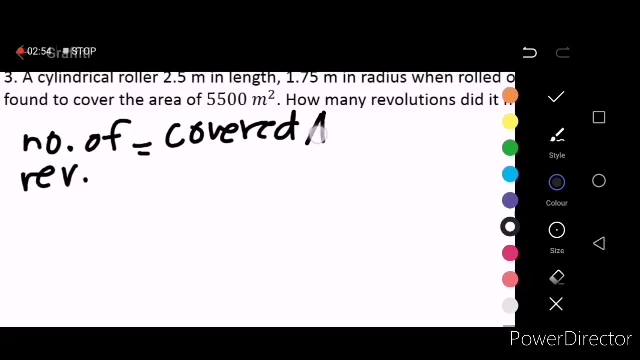 02:54 STOP Graffiti
3. A cylindrical roller 2.5 m in length, 1.75 m in radius when rolled o
found to cover the area of 5500 m². How many revolutions did it
no. of = covered A
rev.
Style
Colour
Size
PowerDirector